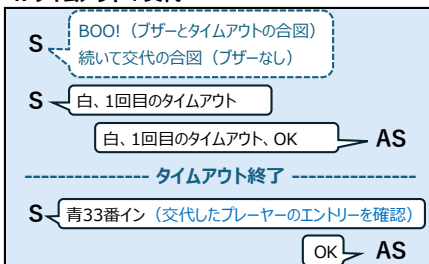 S
BOO!（ブザーとタイムアウトの合図）
続いて交代の合図（ブザーなし）
S 白、1回目のタイムアウト
白、1回目のタイムアウト、OK AS
--------------- タイムアウト終了 ---------------
S 青33番イン（交代したプレーヤーのエントリーを確認）
OK AS